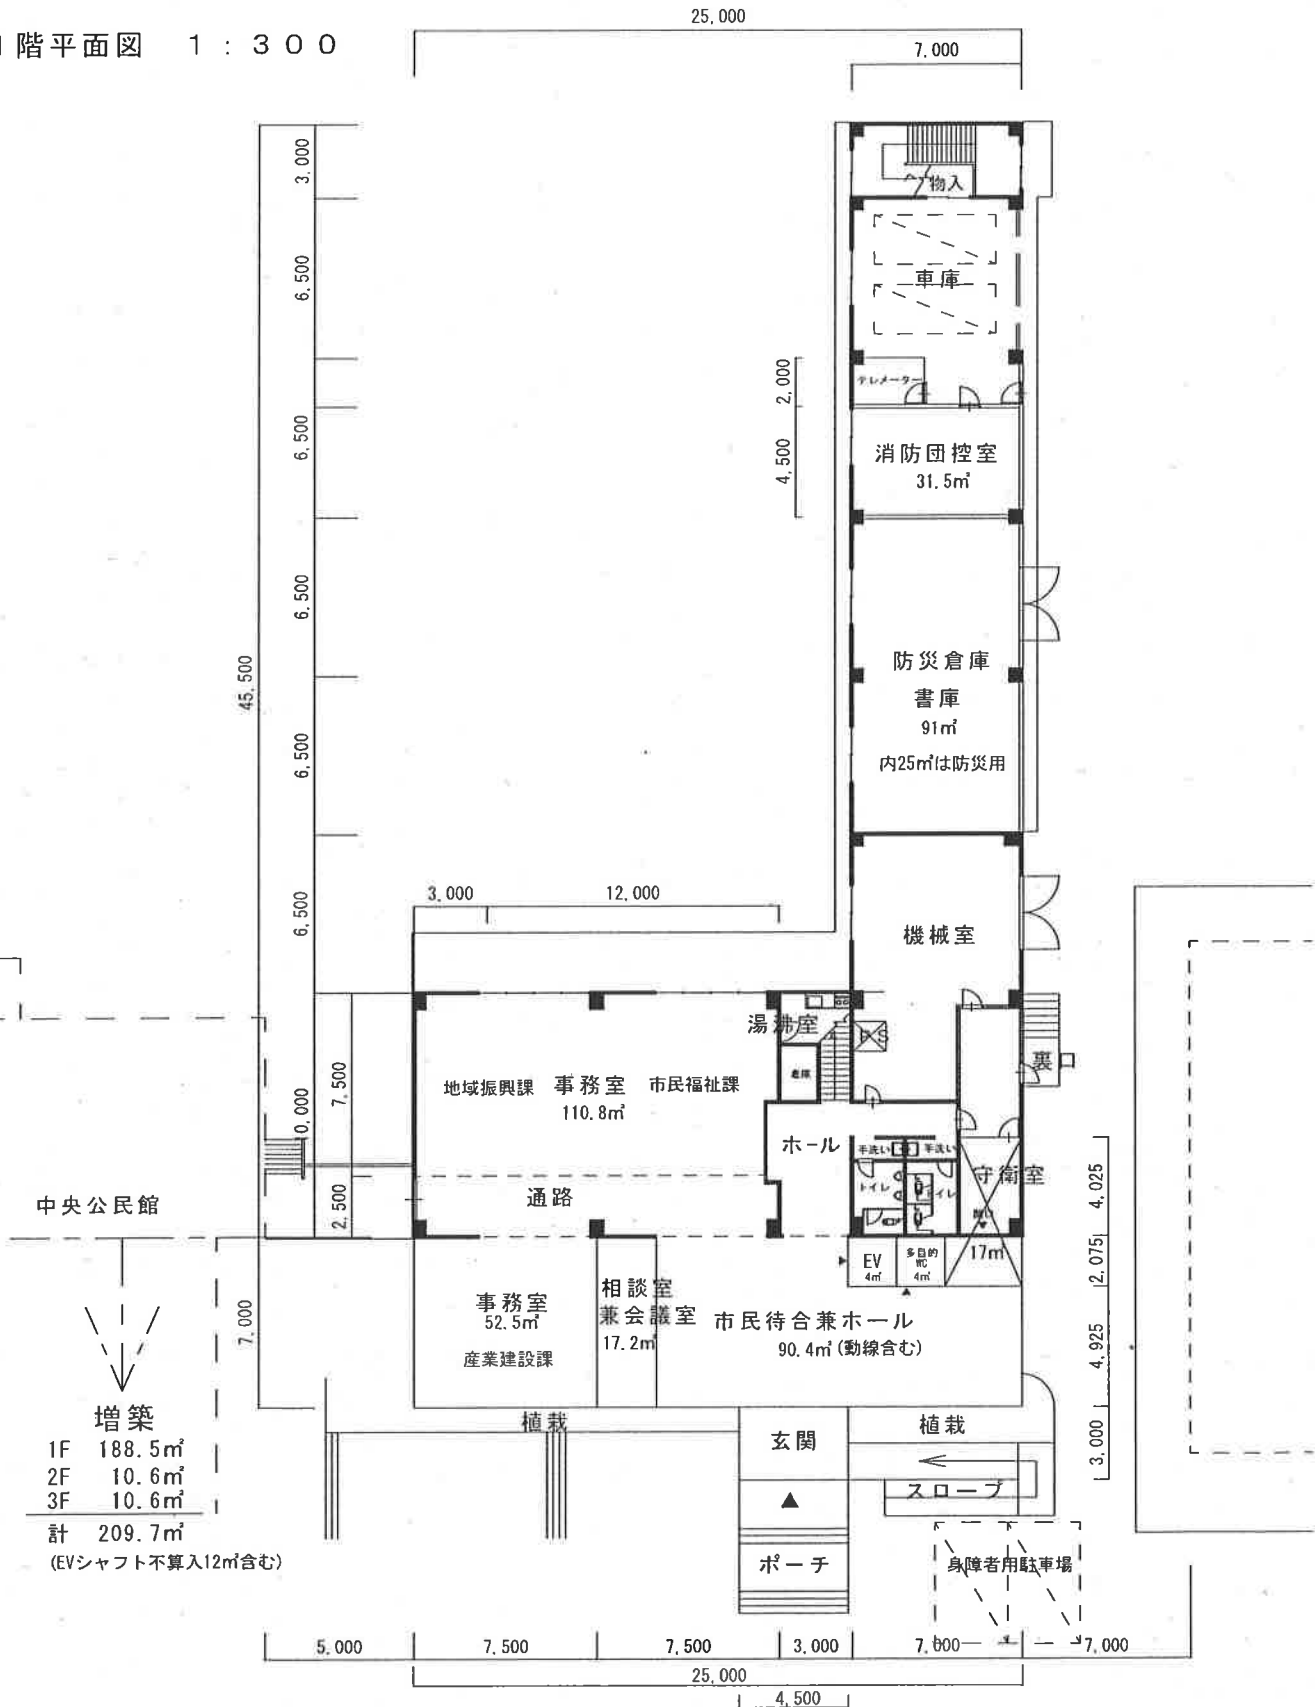 階平面図 1:300
25,000
7,000
3,000
6,500
6,500
6,500
6,500
6,500
45,500
物入
車庫
テレメーター
2,000
4,500
消防団控室
31.5㎡
防災倉庫
書庫
91㎡
内25㎡は防災用
3,000
12,000
機械室
湯沸室
PS
倉庫
裏口
地域振興課
事務室
市民福祉課
110.8㎡
10,000
7,500
2,500
ホール
手洗い
手洗い
トイレ
トイレ
守衛室
17㎡
通路
中央公民館
4,025
2,075
4,925
3,000
EV
4㎡
多目的
WC
4㎡
7,000
事務室
52.5㎡
産業建設課
相談室
兼会議室
17.2㎡
市民待合兼ホール
90.4㎡(動線含む)
増築
1F 188.5㎡
2F 10.6㎡
3F 10.6㎡
計 209.7㎡
(EVシャフト不算入12㎡含む)
植栽
玄関
植栽
スロープ
ポーチ
身障者用駐車場
5,000
7,500
7,500
3,000
7,000
7,000
25,000
4,500